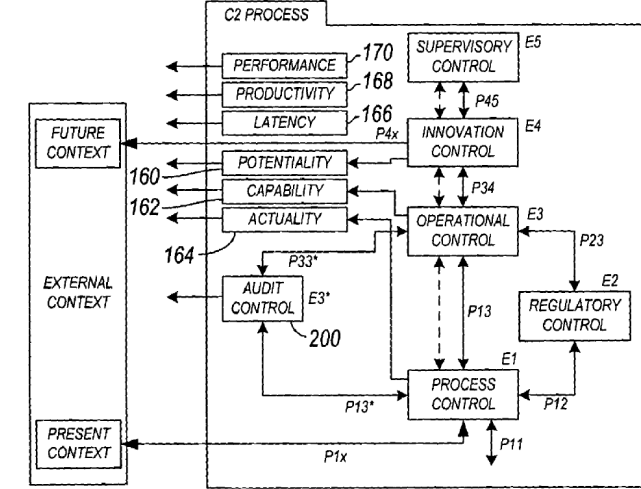 C2 PROCESS
SUPERVISORY
CONTROL
E5
PERFORMANCE
170
PRODUCTIVITY
168
LATENCY
166
P45
FUTURE
CONTEXT
P4x
INNOVATION
CONTROL
E4
160
POTENTIALITY
162
CAPABILITY
P34
164
ACTUALITY
OPERATIONAL
CONTROL
E3
P23
P33*
EXTERNAL
CONTEXT
AUDIT
CONTROL
E3*
200
P13
E2
REGULATORY
CONTROL
E1
PROCESS
CONTROL
P13*
P12
PRESENT
CONTEXT
P1x
P11